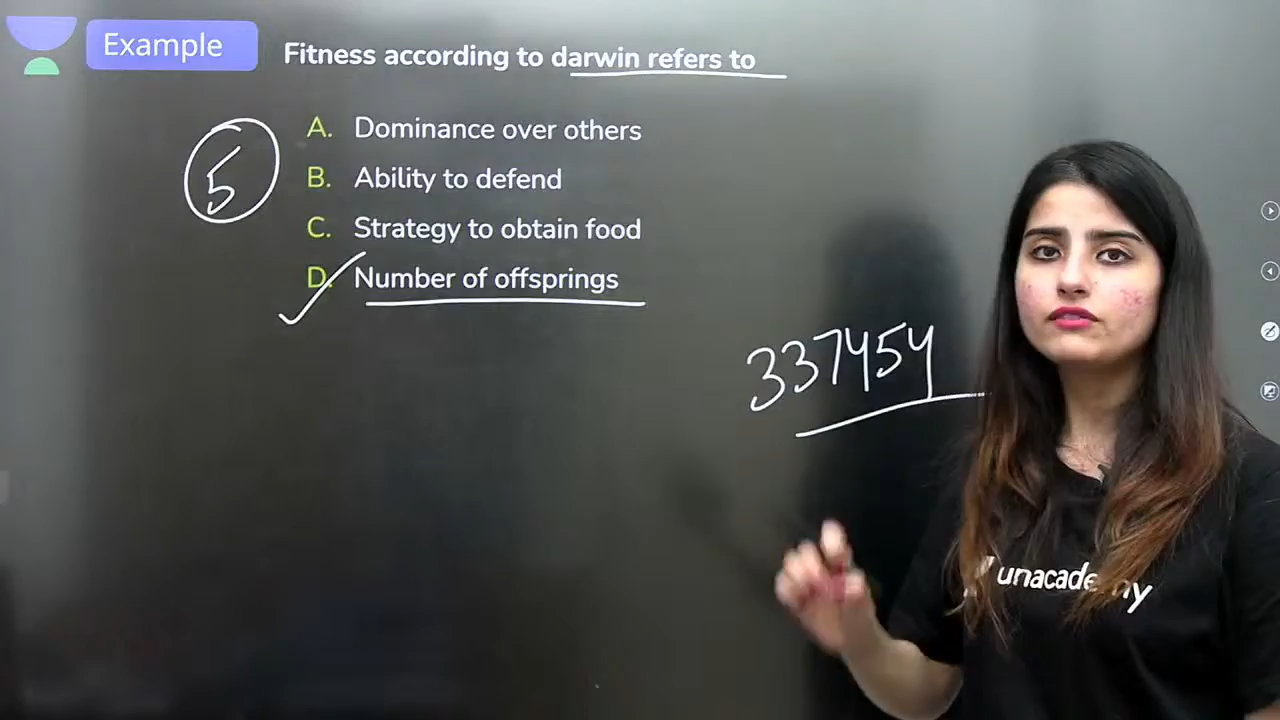 Example
Fitness according to darwin refers to
5
A. Dominance over others
B. Ability to defend
C. Strategy to obtain food
D. Number of offsprings
337454
unacademy